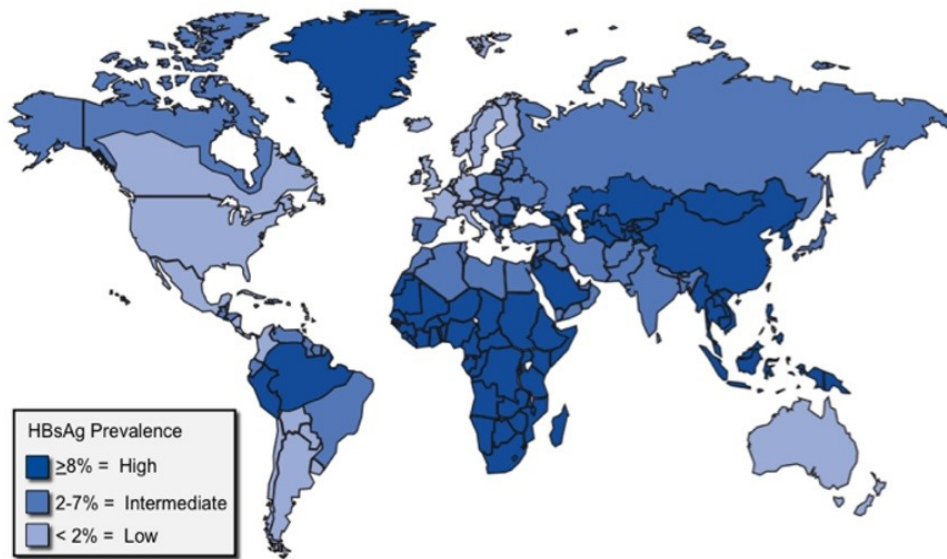 HBsAg Prevalence
≥8% = High
2-7% = Intermediate
< 2% = Low